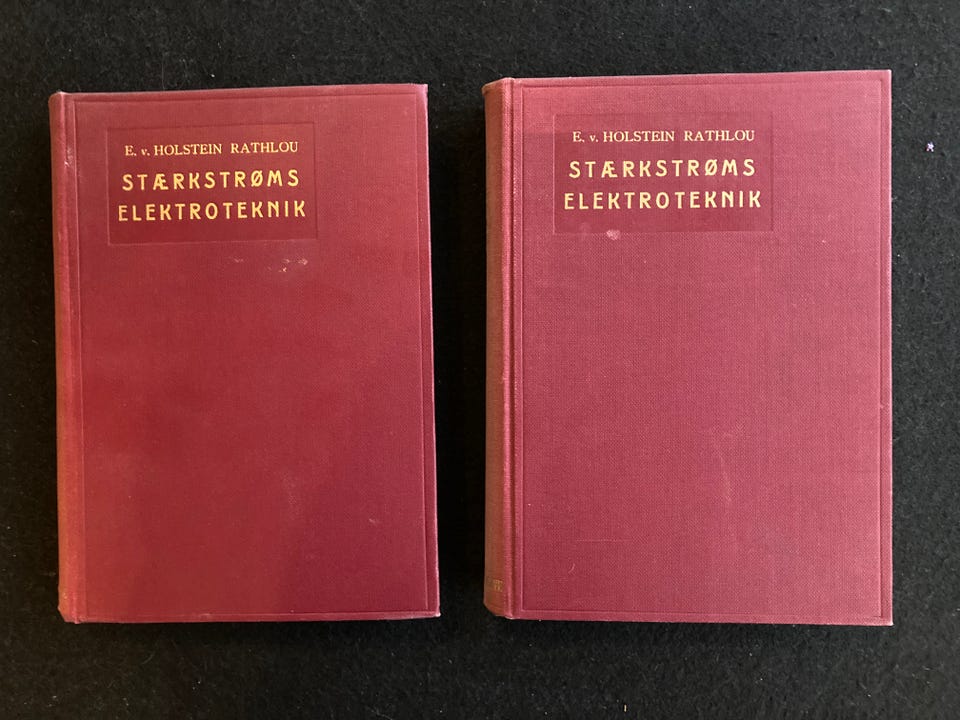 E. v. HOLSTEIN RATHLOU
STÆRKSTRØMS
ELEKTROTEKNIK
E. v. HOLSTEIN RATHLOU
STÆRKSTRØMS
ELEKTROTEKNIK